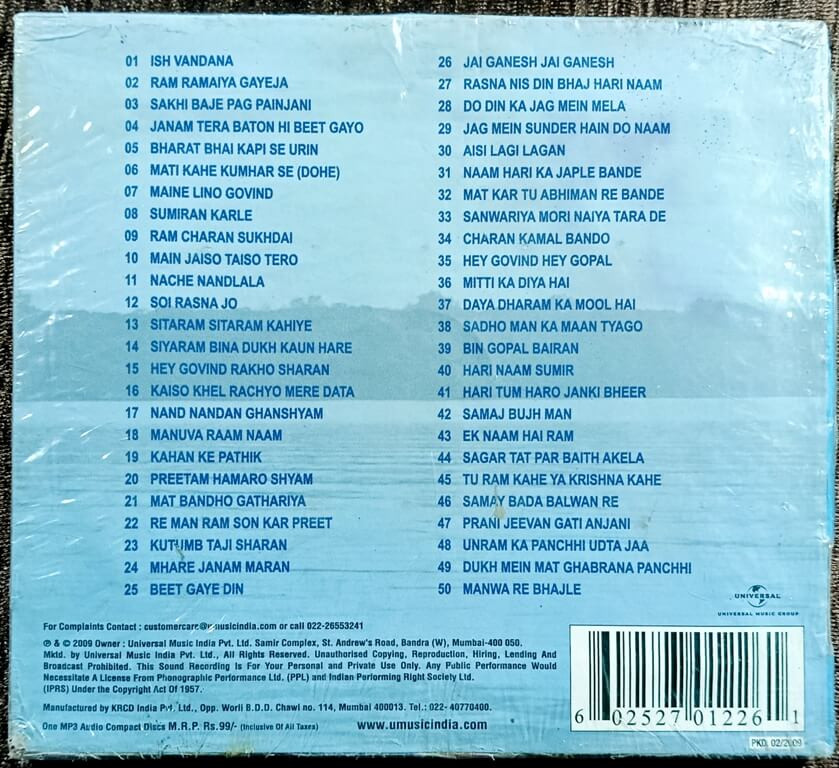 01 ISH VANDANA
02 RAM RAMAIYA GAYEJA
03 SAKHI BAJE PAG PAINJANI
04 JANAM TERA BATON HI BEET GAYO
05 BHARAT BHAI KAPI SE URIN
06 MATI KAHE KUMHAR SE (DOHE)
07 MAINE LINO GOVIND
08 SUMIRAN KARLE
09 RAM CHARAN SUKHDAI
10 MAIN JAISO TAISO TERO
11 NACHE NANDLALA
12 SOI RASNA JO
13 SITARAM SITARAM KAHIYE
14 SIYARAM BINA DUKH KAUN HARE
15 HEY GOVIND RAKHO SHARAN
16 KAISO KHEL RACHYO MERE DATA
17 NAND NANDAN GHANSHYAM
18 MANUVA RAAM NAAM
19 KAHAN KE PATHIK
20 PREETAM HAMARO SHYAM
21 MAT BANDHO GATHARIYA
22 RE MAN RAM SON KAR PREET
23 KUTUMB TAJI SHARAN
24 MHARE JANAM MARAN
25 BEET GAYE DIN
26 JAI GANESH JAI GANESH
27 RASNA NIS DIN BHAJ HARI NAAM
28 DO DIN KA JAG MEIN MELA
29 JAG MEIN SUNDER HAIN DO NAAM
30 AISI LAGI LAGAN
31 NAAM HARI KA JAPLE BANDE
32 MAT KAR TU ABHIMAN RE BANDE
33 SANWARIYA MORI NAIYA TARA DE
34 CHARAN KAMAL BANDO
35 HEY GOVIND HEY GOPAL
36 MITTI KA DIYA HAI
37 DAYA DHARAM KA MOOL HAI
38 SADHO MAN KA MAAN TYAGO
39 BIN GOPAL BAIRAN
40 HARI NAAM SUMIR
41 HARI TUM HARO JANKI BHEER
42 SAMAJ BUJH MAN
43 EK NAAM HAI RAM
44 SAGAR TAT PAR BAITH AKELA
45 TU RAM KAHE YA KRISHNA KAHE
46 SAMAY BADA BALWAN RE
47 PRANI JEEVAN GATI ANJANI
48 UNRAM KA PANCHHI UDTA JAA
49 DUKH MEIN MAT GHABRANA PANCHHI
50 MANWA RE BHAJLE
UNIVERSAL
UNIVERSAL MUSIC GROUP
For Complaints Contact : customercare@umusicindia.com or call 022-26553241
℗ & © 2009 Owner : Universal Music India Pvt. Ltd. Samir Complex, St. Andrew's Road, Bandra (W), Mumbai-400 050.
Mktd. by Universal Music India Pvt. Ltd., All Rights Reserved. Unauthorised Copying, Reproduction, Hiring, Lending And
Broadcast Prohibited. This Sound Recording Is For Your Personal and Private Use Only. Any Public Performance Would
Necessitate A License From Phonographic Performance Ltd. (PPL) and Indian Performing Right Society Ltd.
(IPRS) Under the Copyright Act Of 1957.
Manufactured by KRCD India Pvt. Ltd., Opp. Worli B.D.D. Chawl no. 114, Mumbai 400013. Tel.: 022- 40770400.
One MP3 Audio Compact Discs M.R.P. Rs.99/- (Inclusive Of All Taxes) www.umusicindia.com
6 02527 01226 1
PKD. 02/2009